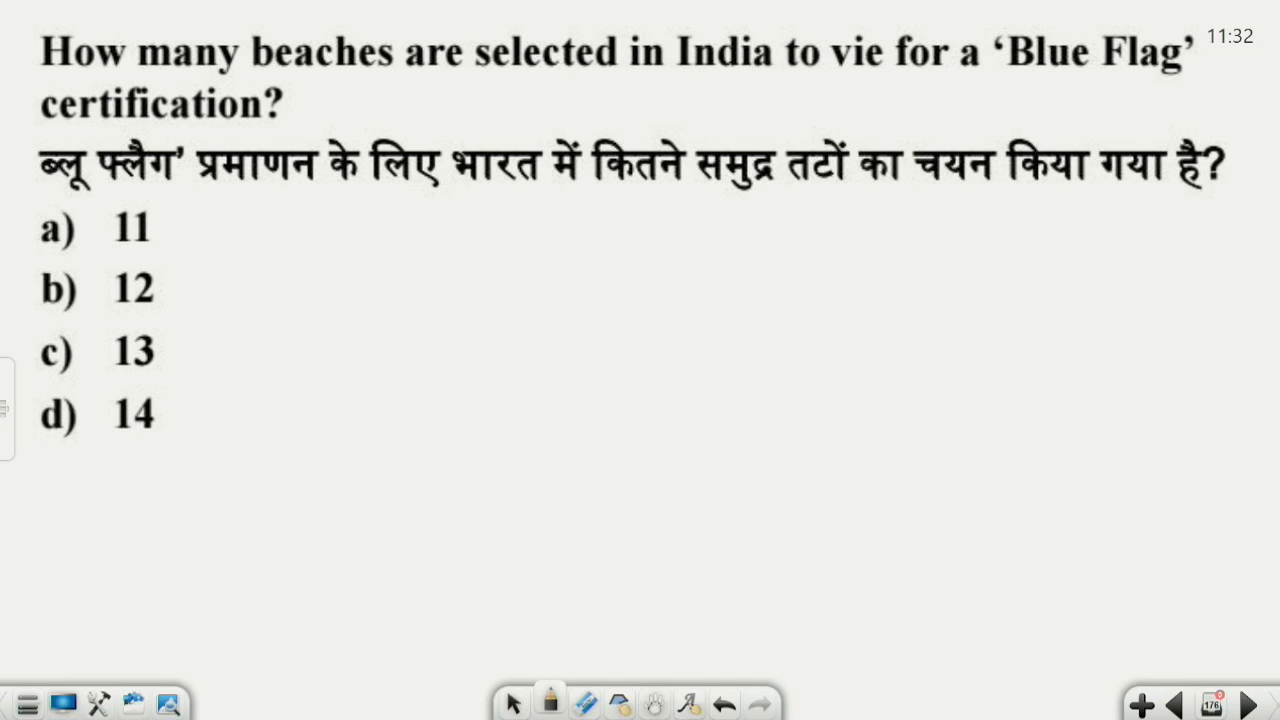 How many beaches are selected in India to vie for a ‘Blue Flag’
11:32
certification?
ब्लू फ्लैग’ प्रमाणन के लिए भारत में कितने समुद्र तटों का चयन किया गया है?
a) 11
b) 12
c) 13
d) 14
176